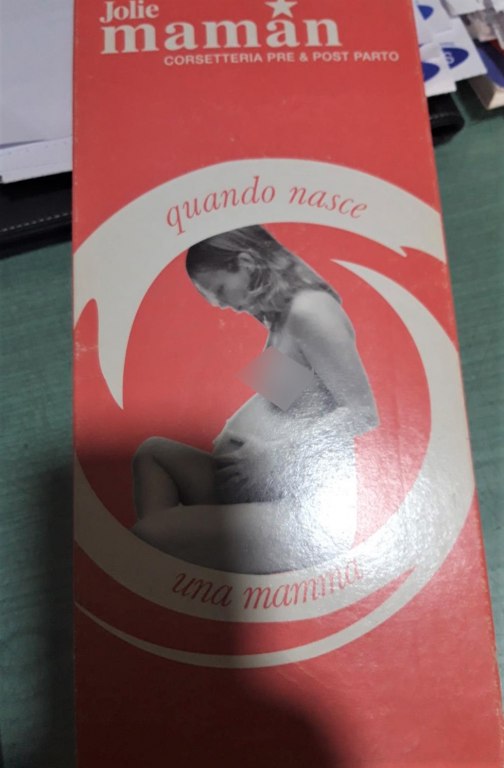 Jolie
maman
CORSETTERIA PRE & POST PARTO
quando nasce
una mamma